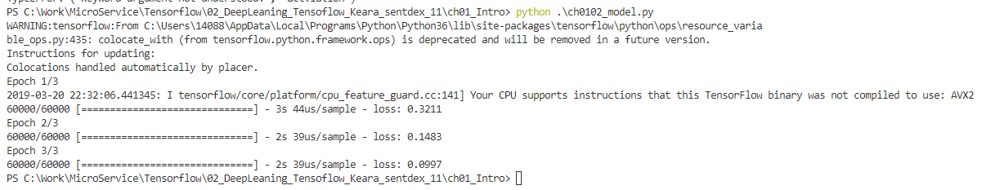 TypeError: ('Keyword argument not understood:', 'activiation')
PS C:\Work\MicroService\Tensorflow\02_DeepLeaning_Tensoflow_Keara_sentdex_11\ch01_Intro> python .\ch0102_model.py
WARNING:tensorflow:From C:\Users\14088\AppData\Local\Programs\Python\Python36\lib\site-packages\tensorflow\python\ops\resource_varia
ble_ops.py:435: colocate_with (from tensorflow.python.framework.ops) is deprecated and will be removed in a future version.
Instructions for updating:
Colocations handled automatically by placer.
Epoch 1/3
2019-03-20 22:32:06.441345: I tensorflow/core/platform/cpu_feature_guard.cc:141] Your CPU supports instructions that this TensorFlow binary was not compiled to use: AVX2
60000/60000 [==============================] - 3s 44us/sample - loss: 0.3211
Epoch 2/3
60000/60000 [==============================] - 2s 39us/sample - loss: 0.1483
Epoch 3/3
60000/60000 [==============================] - 2s 39us/sample - loss: 0.0997
PS C:\Work\MicroService\Tensorflow\02_DeepLeaning_Tensoflow_Keara_sentdex_11\ch01_Intro>